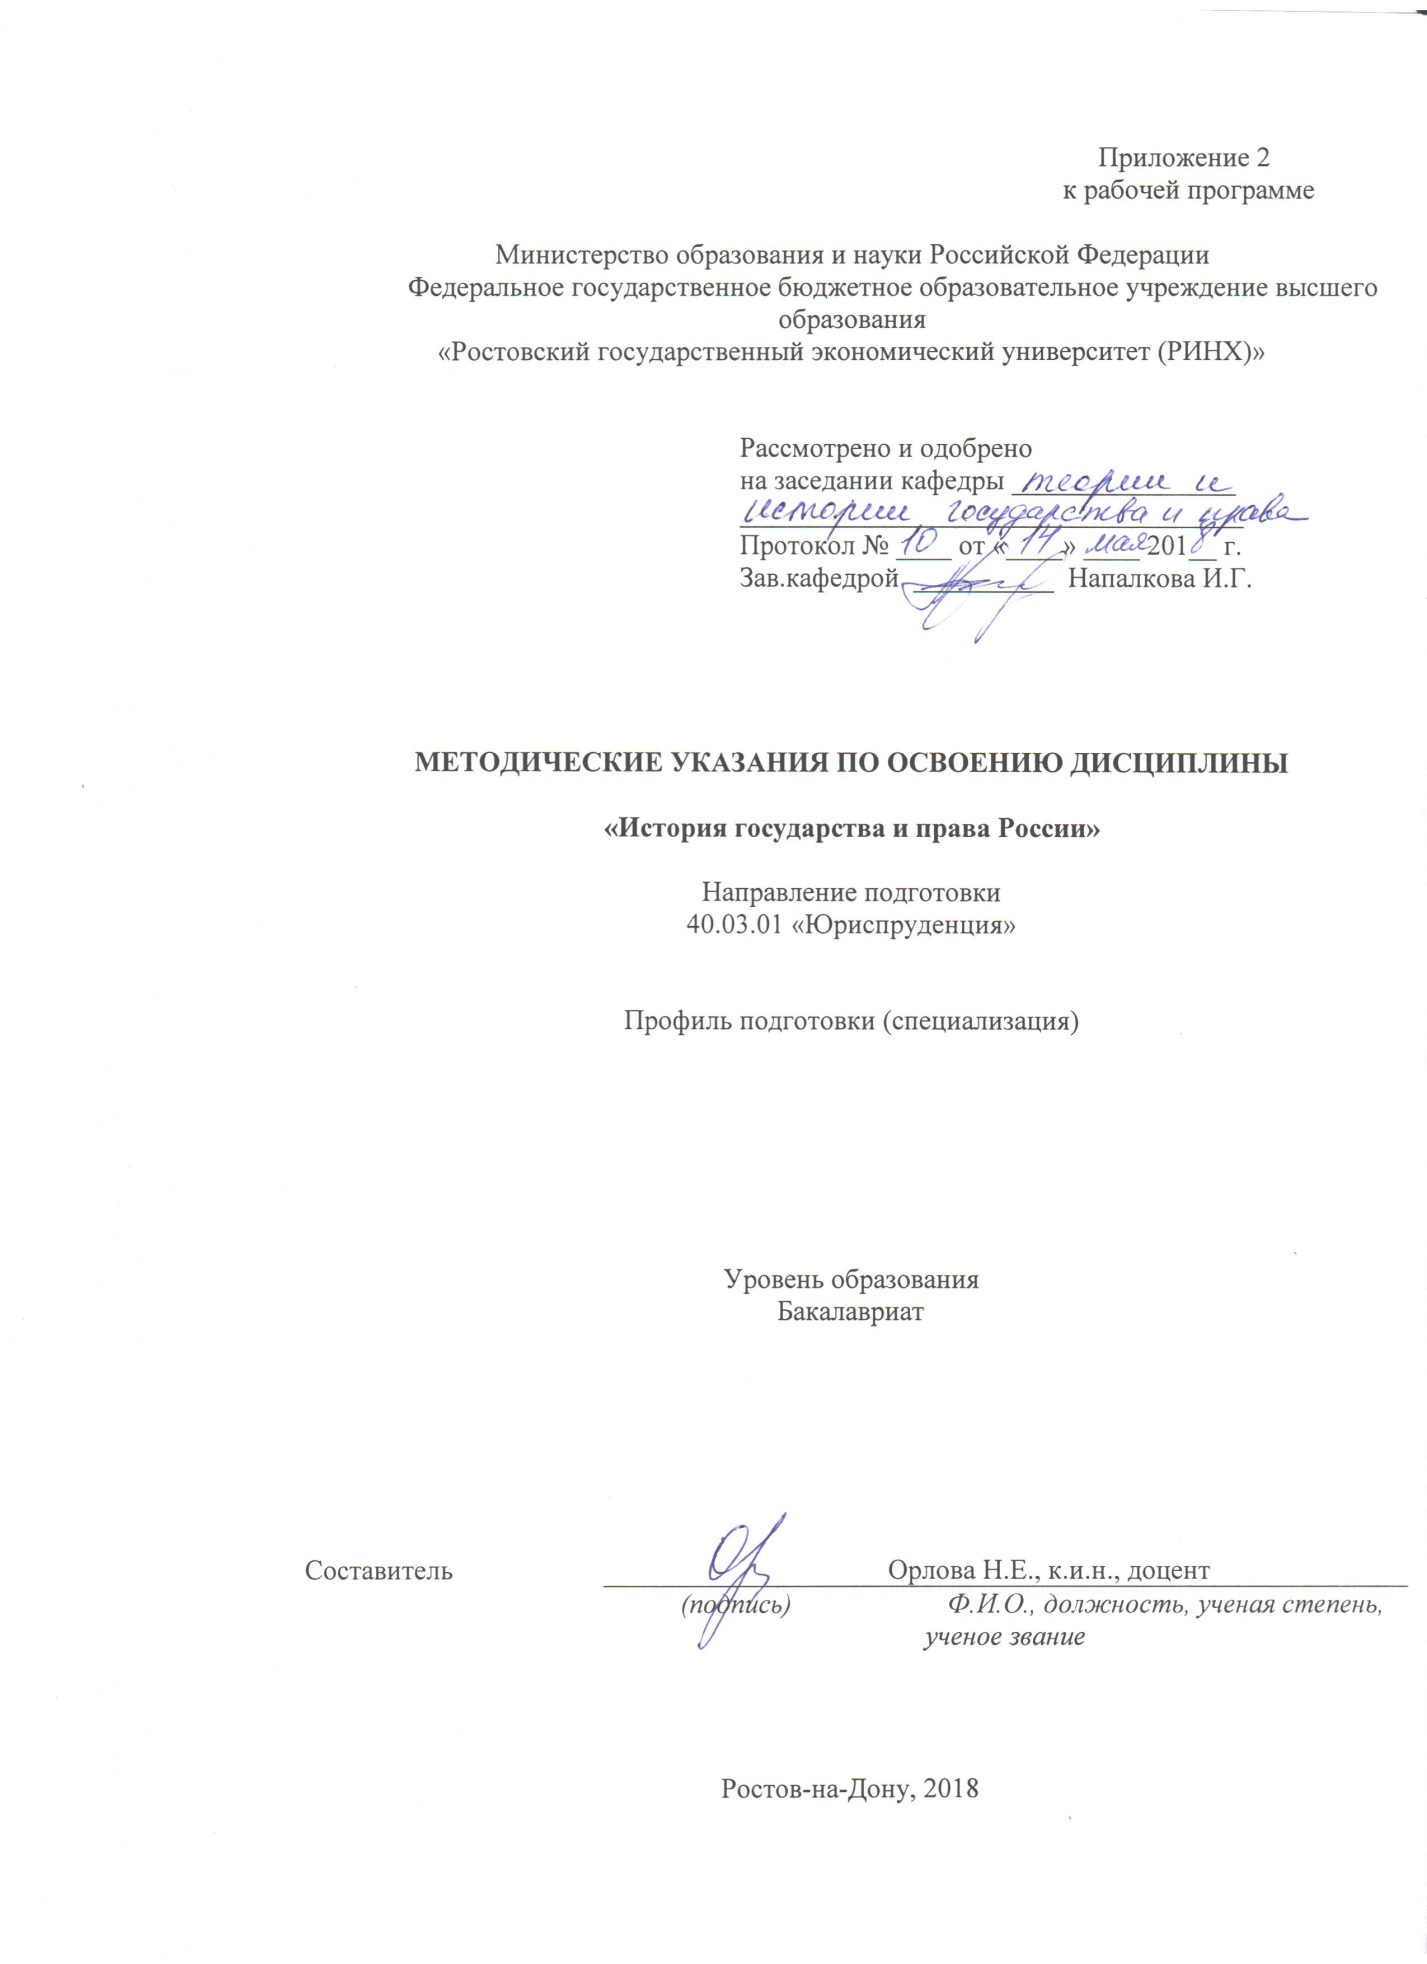 Приложение 2
к рабочей программе
Министерство образования и науки Российской Федерации
Федеральное государственное бюджетное образовательное учреждение высшего
образования
«Ростовский государственный экономический университет (РИНХ)»
Рассмотрено и одобрено
на заседании кафедры теории и
истории государства и права
Протокол № 10 от «14» мая 2018 г.
Зав.кафедрой Напалкова И.Г.
МЕТОДИЧЕСКИЕ УКАЗАНИЯ ПО ОСВОЕНИЮ ДИСЦИПЛИНЫ
«История государства и права России»
Направление подготовки
40.03.01 «Юриспруденция»
Профиль подготовки (специализация)
Уровень образования
Бакалавриат
Составитель Орлова Н.Е., к.и.н., доцент
(подпись) Ф.И.О., должность, ученая степень,
ученое звание
Ростов-на-Дону, 2018